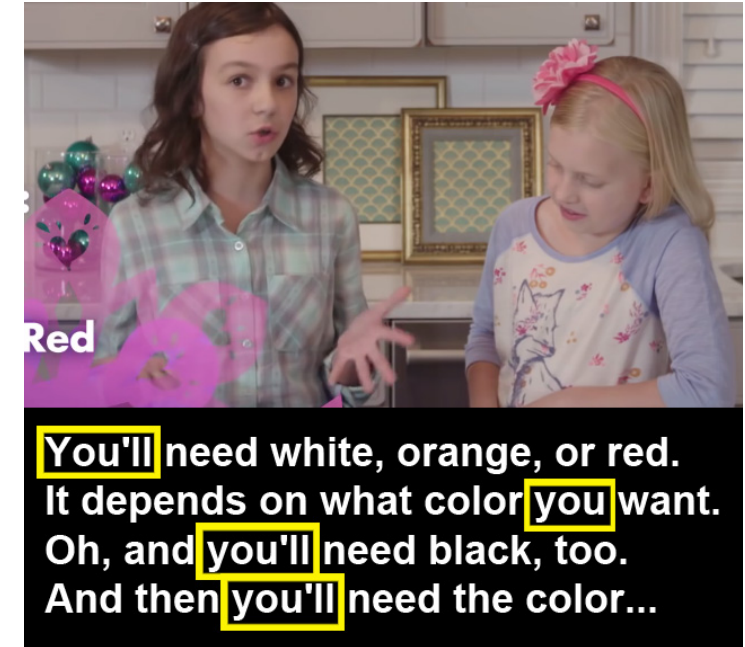 Red
You'll need white, orange, or red.
It depends on what color you want.
Oh, and you'll need black, too.
And then you'll need the color...